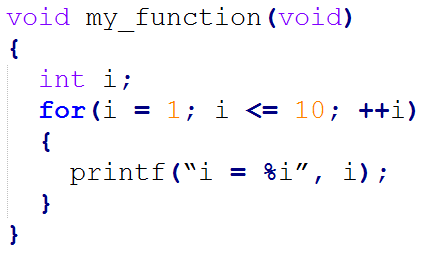 void my_function(void)
{
int i;
for(i = 1; i <= 10; ++i)
{
printf(“i = %i”, i);
}
}